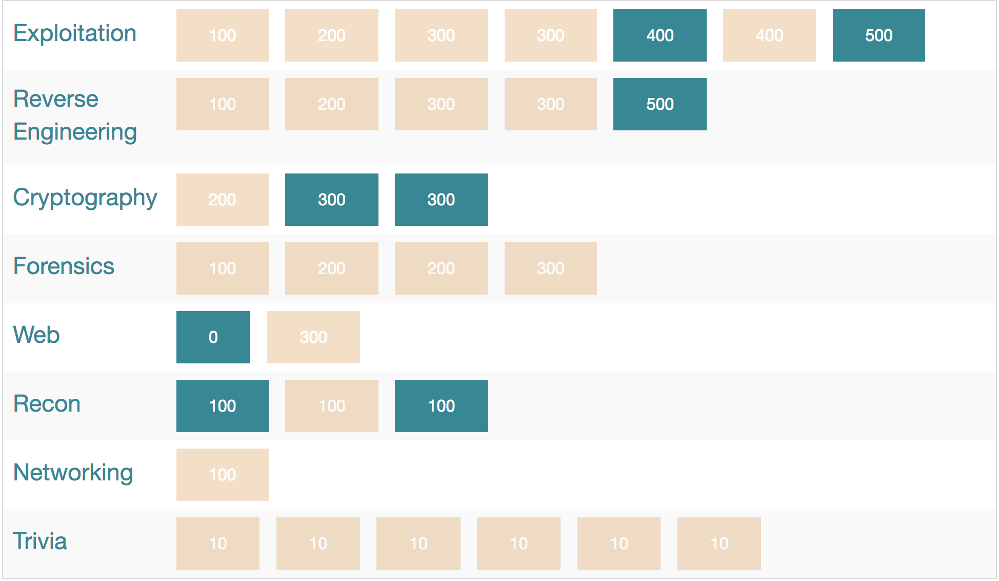 Exploitation 100 200 300 300 400 400 500
Reverse Engineering 100 200 300 300 500
Cryptography 200 300 300
Forensics 100 200 200 300
Web 0 300
Recon 100 100 100
Networking 100
Trivia 10 10 10 10 10 10